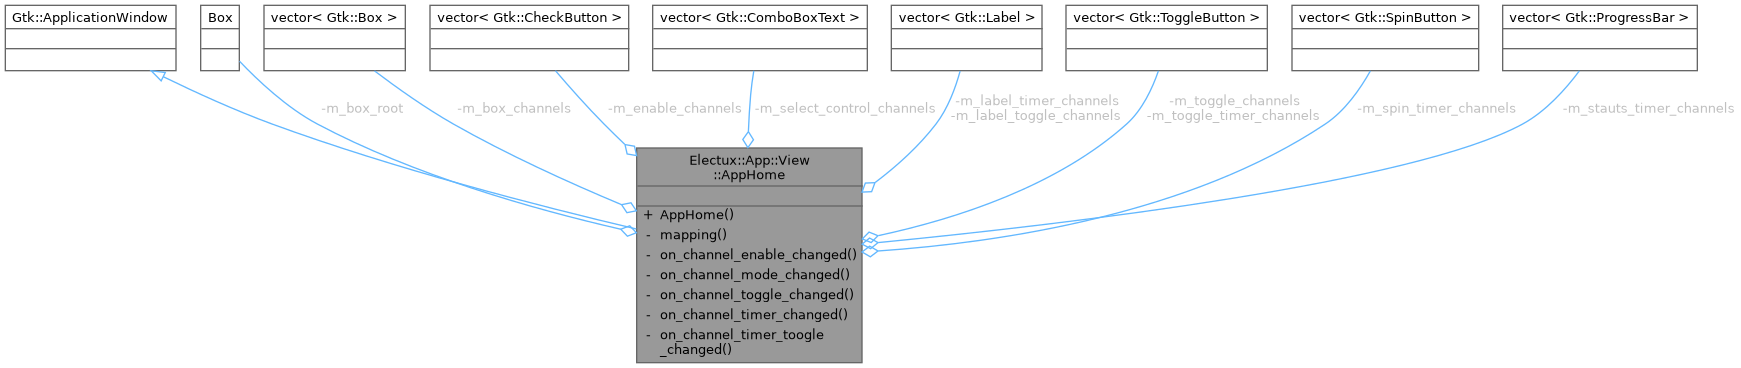 Gtk::ApplicationWindow
Box
vector< Gtk::Box >
vector< Gtk::CheckButton >
vector< Gtk::ComboBoxText >
vector< Gtk::Label >
vector< Gtk::ToggleButton >
vector< Gtk::SpinButton >
vector< Gtk::ProgressBar >
-m_box_root
-m_box_channels
-m_enable_channels
-m_select_control_channels
-m_label_timer_channels
-m_label_toggle_channels
-m_toggle_channels
-m_toggle_timer_channels
-m_spin_timer_channels
-m_stauts_timer_channels
Electux::App::View
::AppHome
+ AppHome()
- mapping()
- on_channel_enable_changed()
- on_channel_mode_changed()
- on_channel_toggle_changed()
- on_channel_timer_changed()
- on_channel_timer_toogle
_changed()